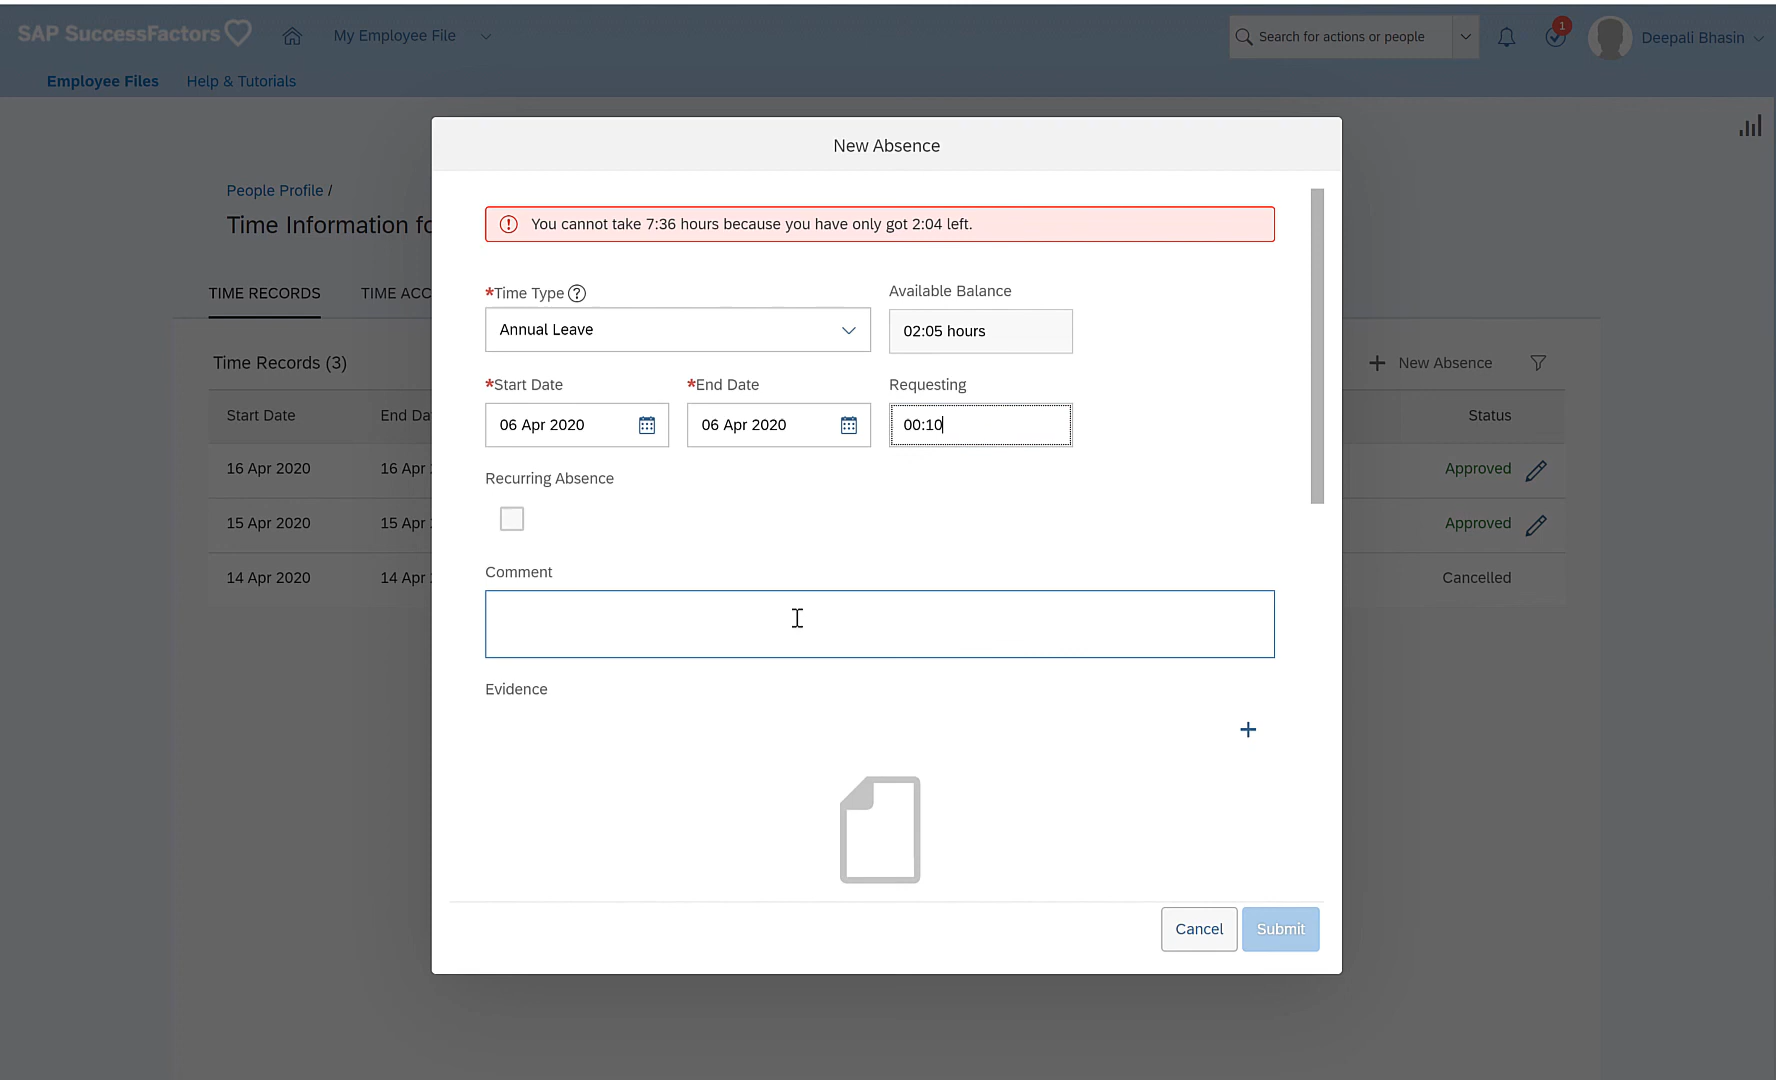 SAP SuccessFactors
My Employee File
Search for actions or people
1
Deepali Bhasin
Employee Files
Help & Tutorials
New Absence
People Profile /
Time Information fo
You cannot take 7:36 hours because you have only got 2:04 left.
TIME RECORDS
TIME ACC
*Time Type ?
Available Balance
Annual Leave
02:05 hours
Time Records (3)
+ New Absence
*Start Date
*End Date
Requesting
Start Date
End Da
Status
06 Apr 2020
06 Apr 2020
00:10
16 Apr 2020
16 Apr
Approved
Recurring Absence
15 Apr 2020
15 Apr
Approved
Comment
14 Apr 2020
14 Apr
Cancelled
Evidence
+
Cancel
Submit